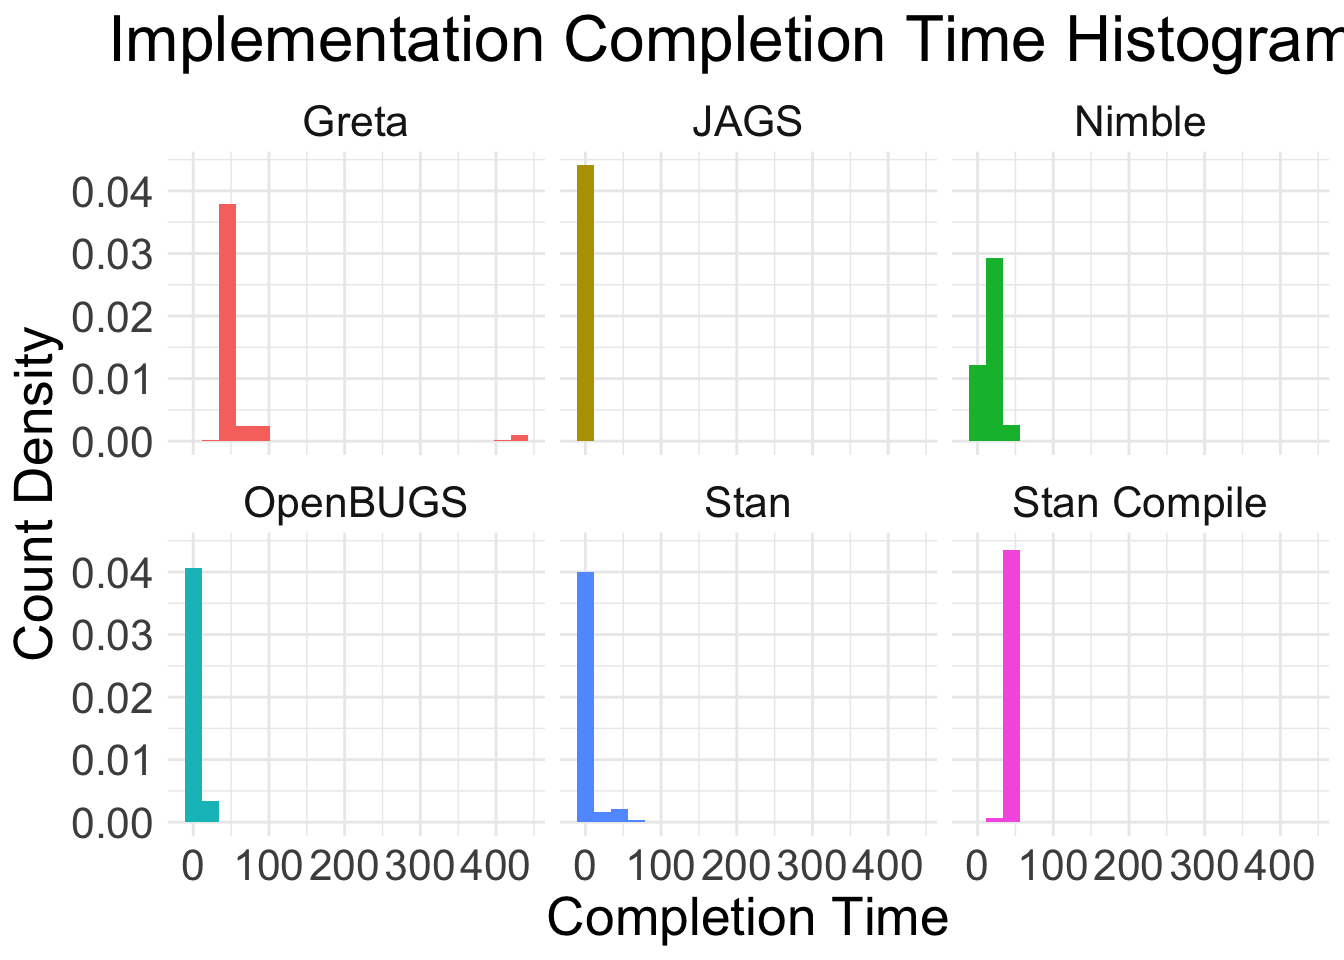 Implementation Completion Time Histogram
Greta JAGS Nimble
0.04
0.03
0.02
0.01
0.00
OpenBUGS Stan Stan Compile
0.04
0.03
0.02
0.01
0.00
Count Density
0 100 200 300 400 0 100 200 300 400 0 100 200 300 400
Completion Time